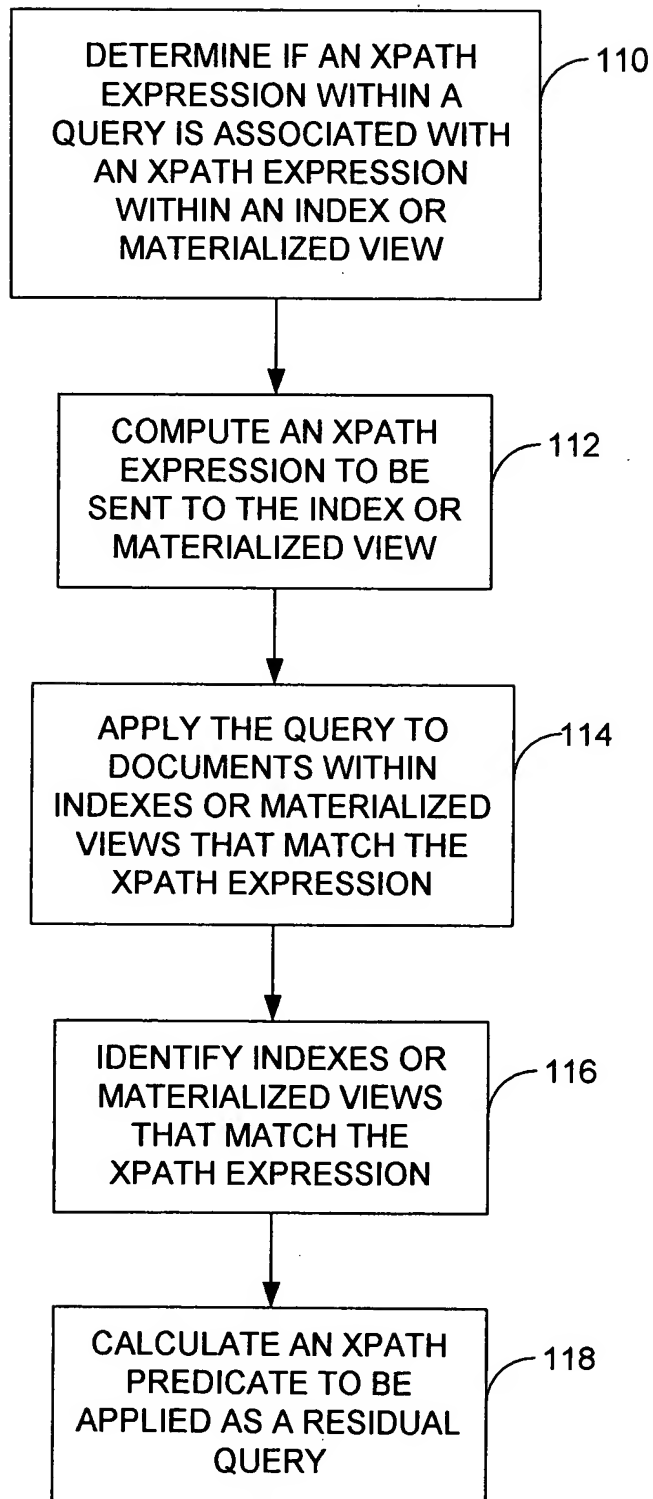 DETERMINE IF AN XPATH
EXPRESSION WITHIN A
QUERY IS ASSOCIATED WITH
AN XPATH EXPRESSION
WITHIN AN INDEX OR
MATERIALIZED VIEW
110
COMPUTE AN XPATH
EXPRESSION TO BE
SENT TO THE INDEX OR
MATERIALIZED VIEW
112
APPLY THE QUERY TO
DOCUMENTS WITHIN
INDEXES OR MATERIALIZED
VIEWS THAT MATCH THE
XPATH EXPRESSION
114
IDENTIFY INDEXES OR
MATERIALIZED VIEWS
THAT MATCH THE
XPATH EXPRESSION
116
CALCULATE AN XPATH
PREDICATE TO BE
APPLIED AS A RESIDUAL
QUERY
118